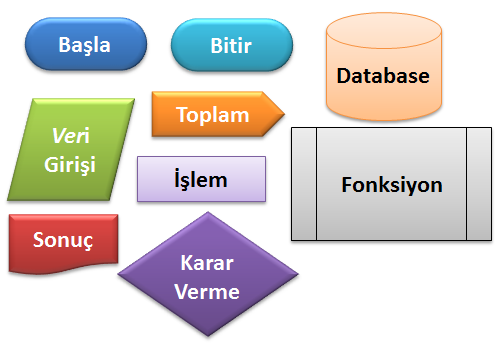 Başla
Bitir
Database
Veri
Girişi
Toplam
İşlem
Fonksiyon
Sonuç
Karar
Verme